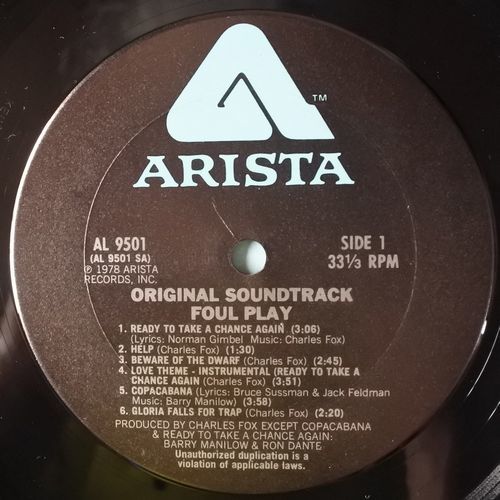 TM
ARISTA
AL 9501
(AL 9501 SA)
℗ 1978 ARISTA
RECORDS, INC.
SIDE 1
33⅓ RPM
ORIGINAL SOUNDTRACK
FOUL PLAY
1. READY TO TAKE A CHANCE AGAIN (3:06)
(Lyrics: Norman Gimbel Music: Charles Fox)
2. HELP (Charles Fox) (1:30)
3. BEWARE OF THE DWARF (Charles Fox) (2:45)
4. LOVE THEME - INSTRUMENTAL (READY TO TAKE A
CHANCE AGAIN (Charles Fox) (3:51)
5. COPACABANA (Lyrics: Bruce Sussman & Jack Feldman
Music: Barry Manilow) (3:58)
6. GLORIA FALLS FOR TRAP (Charles Fox) (2:20)
PRODUCED BY CHARLES FOX EXCEPT COPACABANA
& READY TO TAKE A CHANCE AGAIN:
BARRY MANILOW & RON DANTE
Unauthorized duplication is a
violation of applicable laws.